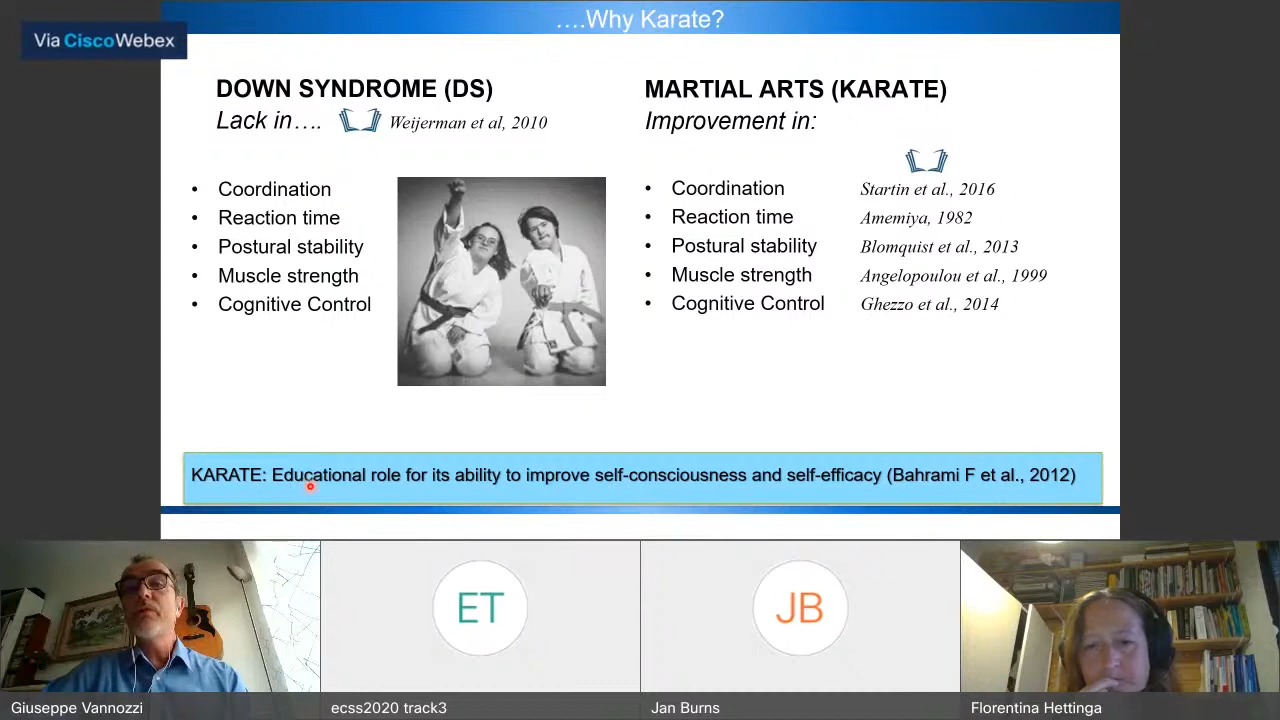 ….Why Karate?
Via CiscoWebex
DOWN SYNDROME (DS)
Lack in…. Weijerman et al, 2010
• Coordination
• Reaction time
• Postural stability
• Muscle strength
• Cognitive Control
MARTIAL ARTS (KARATE)
Improvement in:
• Coordination Startin et al., 2016
• Reaction time Amemiya, 1982
• Postural stability Blomquist et al., 2013
• Muscle strength Angelopoulou et al., 1999
• Cognitive Control Ghezzo et al., 2014
KARATE: Educational role for its ability to improve self-consciousness and self-efficacy (Bahrami F et al., 2012)
ET
JB
Giuseppe Vannozzi
ecss2020 track3
Jan Burns
Florentina Hettinga